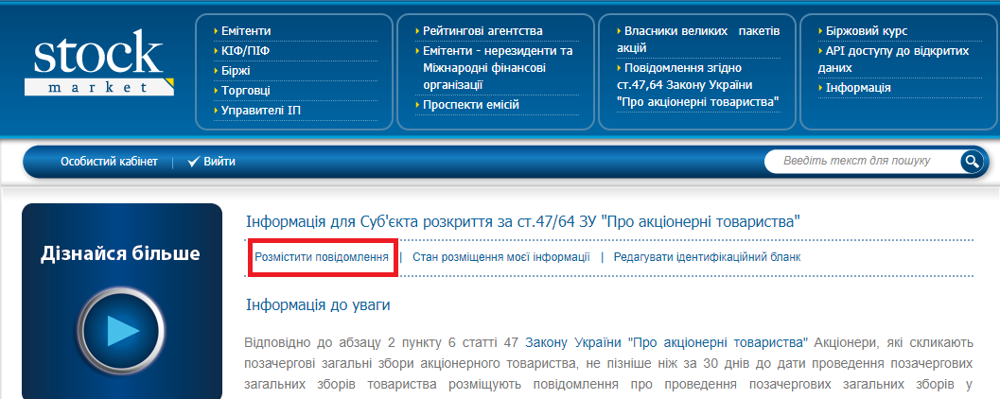 stock
market
Емітенти
КІФ/ПІФ
Біржі
Торговці
Управителі ІП
Рейтингові агентства
Емітенти - нерезиденти та
Міжнародні фінансові
організації
Проспекти емісій
Власники великих пакетів
акцій
Повідомлення згідно
ст.47,64 Закону України
"Про акціонерні товариства"
Біржовий курс
АРІ доступу до відкритих
даних
Інформація
Особистий кабінет | Вийти
Введіть текст для пошуку
Дізнайся більше
Інформація для Суб'єкта розкриття за ст.47/64 ЗУ "Про акціонерні товариства"
Розмістити повідомлення | Стан розміщення моєї інформації | Редагувати ідентифікаційний бланк
Інформація до уваги
Відповідно до абзацу 2 пункту 6 статті 47 Закону України "Про акціонерні товариства" Акціонери, які скликають
позачергові загальні збори акціонерного товариства, не пізніше ніж за 30 днів до дати проведення позачергових
загальних зборів товариства розміщують повідомлення про проведення позачергових загальних зборів у